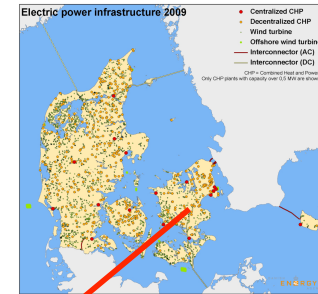 Electric power infrastructure 2009
Centralized CHP
Decentralized CHP
Wind turbine
Offshore wind turbin
Interconnector (AC)
Interconnector (DC)
CHP = Combined Heat and Power
Only CHP plants with capacity over 0,5 MW are shown